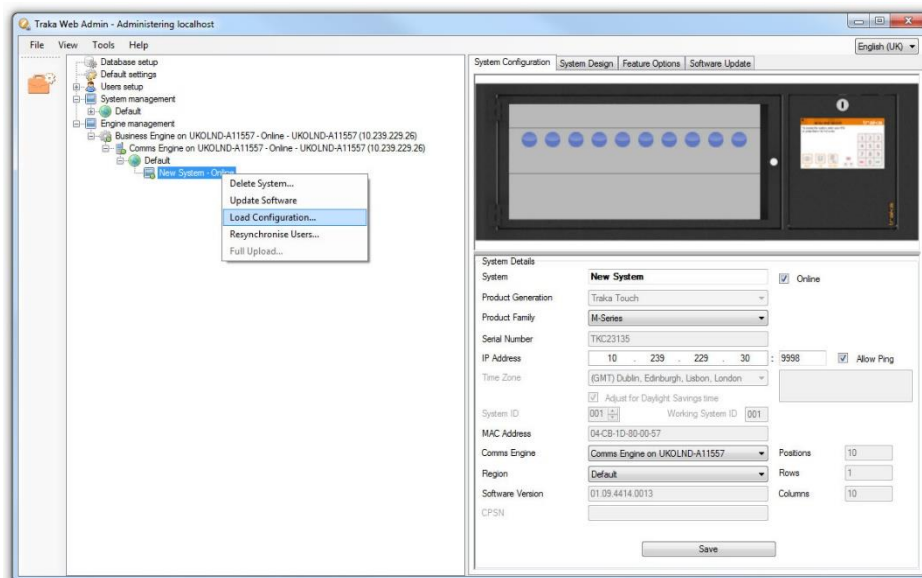 Traka Web Admin - Administering localhost
File View Tools Help
English (UK)
Database setup
Default settings
Users setup
System management
Default
Engine management
Business Engine on UKOLND-A11557 - Online - UKOLND-A11557 (10.239.229.26)
Comms Engine on UKOLND-A11557 - Online - UKOLND-A11557 (10.239.229.26)
Default
New System - Online
Delete System...
Update Software
Load Configuration...
Resynchronise Users...
Full Upload...
System Configuration System Design Feature Options Software Update
System Details
System New System Online
Product Generation Traka Touch
Product Family M-Series
Serial Number TKC23135
IP Address 10 . 239 . 229 . 30 : 9998 Allow Ping
Time Zone (GMT) Dublin, Edinburgh, Lisbon, London
Adjust for Daylight Savings time
System ID 001 Working System ID 001
MAC Address 04-CB-1D-80-00-57
Comms Engine Comms Engine on UKOLND-A11557 Positions 10
Region Default Rows 1
Software Version 01.09.4414.0013 Columns 10
CPSN
Save